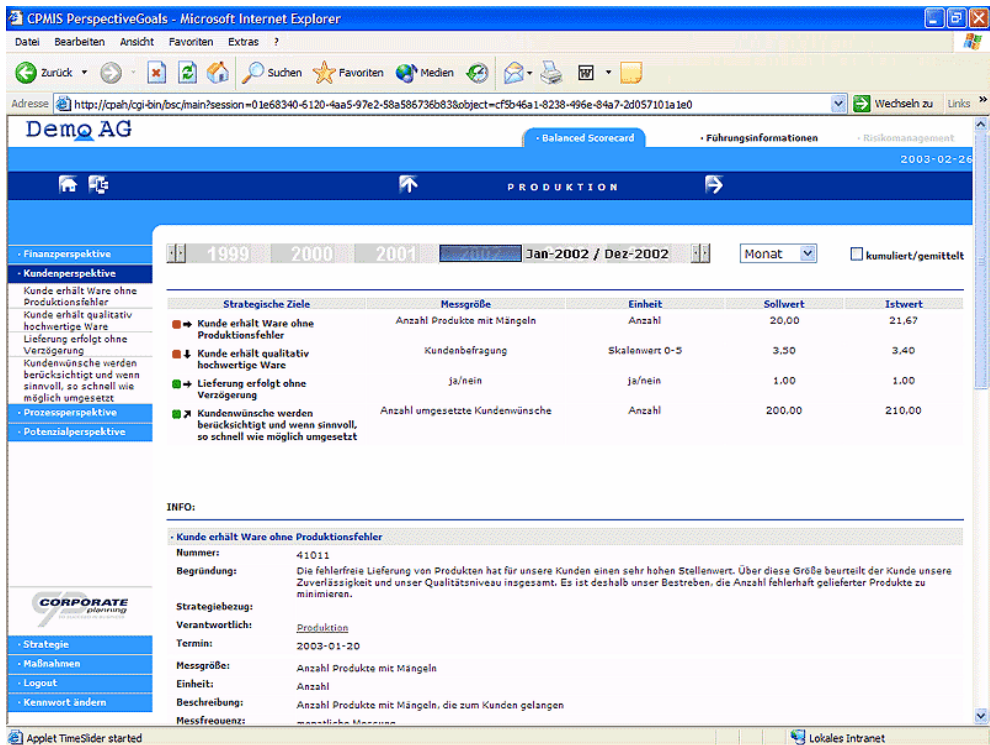 CPMIS PerspectiveGoals - Microsoft Internet Explorer
Datei Bearbeiten Ansicht Favoriten Extras ?
Zurück Suchen Favoriten Medien
Adresse http://cpah/cgi-bin/bsc/main?session=01e68340-6120-4aa5-97e2-58a586736b83&object=cf5b46a1-8238-496e-84a7-2d057101a1e0 Wechseln zu Links »
Demo AG
· Balanced Scorecard · Führungsinformationen · Risikomanagement
2003-02-26
PRODUKTION
· Finanzperspektive
· Kundenperspektive
Kunde erhält Ware ohne
Produktionsfehler
Kunde erhält qualitativ
hochwertige Ware
Lieferung erfolgt ohne
Verzögerung
Kundenwünsche werden
berücksichtigt und wenn
sinnvoll, so schnell wie
möglich umgesetzt
· Prozessperspektive
· Potenzialperspektive
1999 2000 2001 2002 Jan-2002 / Dez-2002 Monat kumuliert/gemittelt
Strategische Ziele Messgröße Einheit Sollwert Istwert
Kunde erhält Ware ohne Anzahl Produkte mit Mängeln Anzahl 20,00 21,67
Produktionsfehler
Kunde erhält qualitativ Kundenbefragung Skalenwert 0-5 3,50 3,40
hochwertige Ware
Lieferung erfolgt ohne ja/nein ja/nein 1.00 1.00
Verzögerung
Kundenwünsche werden Anzahl umgesetzte Kundenwünsche Anzahl 200.00 210.00
berücksichtigt und wenn sinnvoll,
so schnell wie möglich umgesetzt
INFO:
· Kunde erhält Ware ohne Produktionsfehler
Nummer: 41011
Begründung: Die fehlerfreie Lieferung von Produkten hat für unsere Kunden einen sehr hohen Stellenwert. Über diese Größe beurteilt der Kunde unsere
Zuverlässigkeit und unser Qualitätsniveau insgesamt. Es ist deshalb unser Bestreben, die Anzahl fehlerhaft gelieferter Produkte zu
minimieren.
Strategiebezug:
Verantwortlich: Produktion
Termin: 2003-01-20
Messgröße: Anzahl Produkte mit Mängeln
Einheit: Anzahl
Beschreibung: Anzahl Produkte mit Mängeln, die zum Kunden gelangen
Messfrequenz: monatliche Messung
CORPORATE
planning
· Strategie
· Maßnahmen
· Logout
· Kennwort ändern
Applet TimeSlider started Lokales Intranet